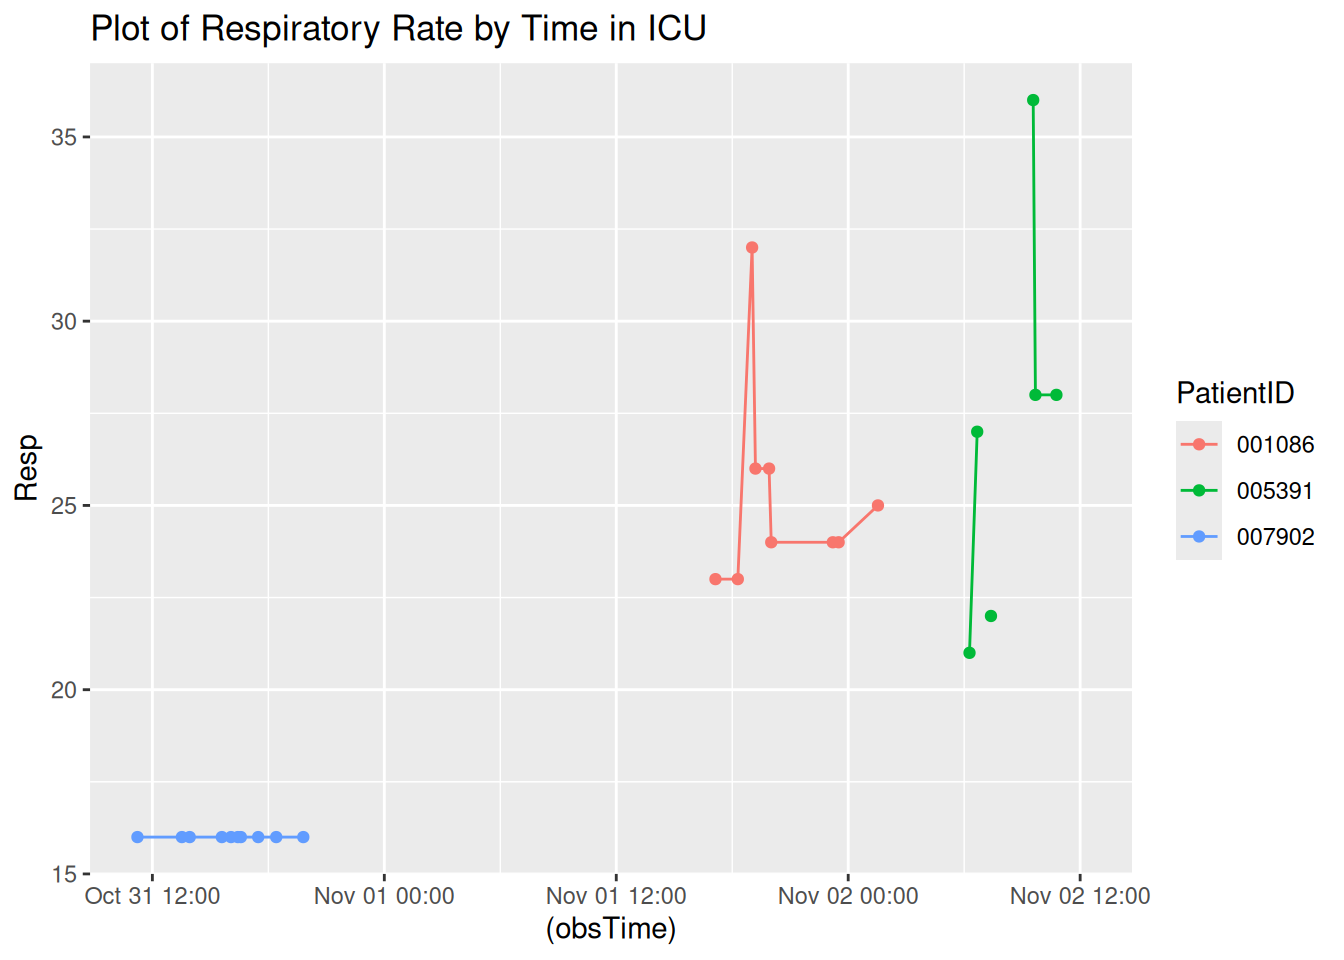 Plot of Respiratory Rate by Time in ICU
35
30
25
20
15
Resp
Oct 31 12:00
Nov 01 00:00
Nov 01 12:00
Nov 02 00:00
Nov 02 12:00
(obsTime)
PatientID
001086
005391
007902